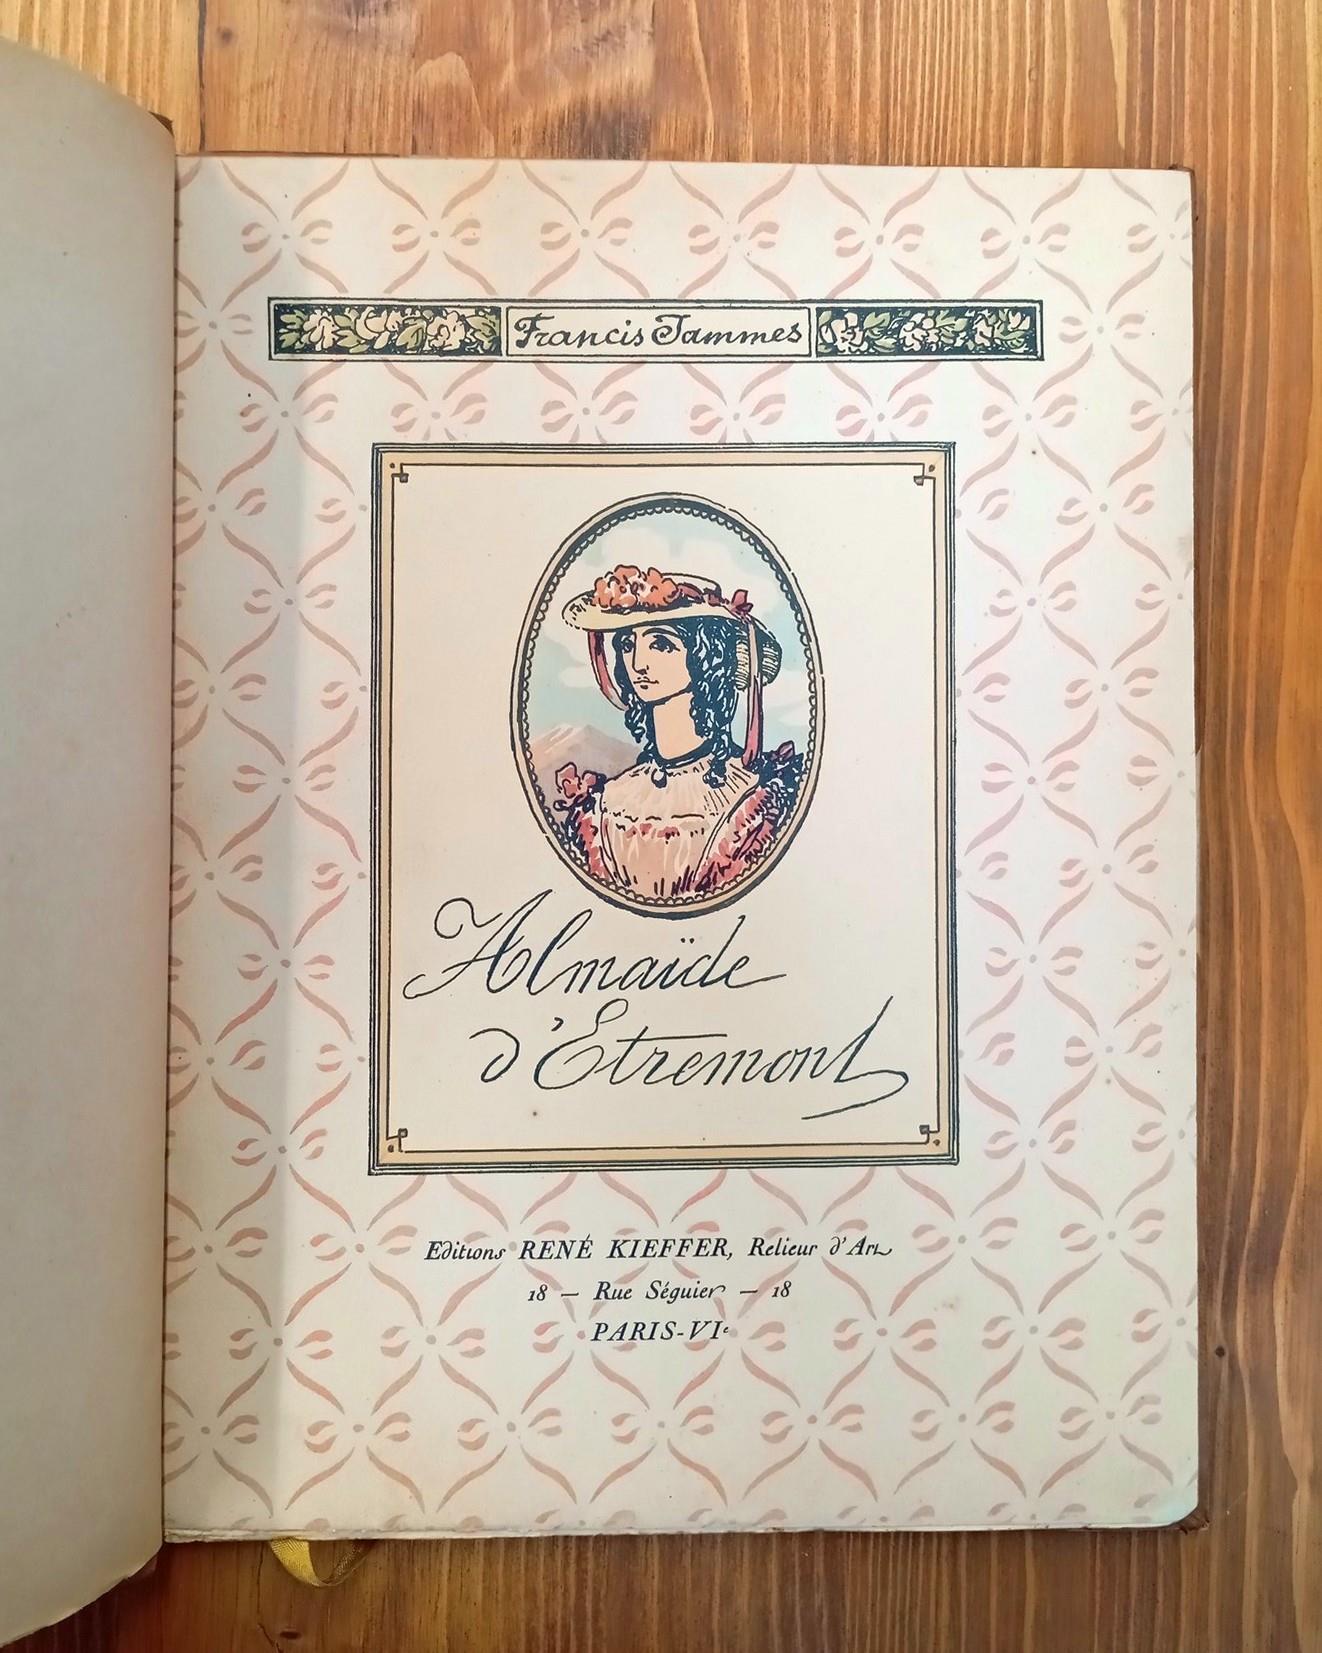 Francis Jammes
Almaïde
d'Etremont
Editions RENÉ KIEFFER, Relieur d'Art
18 — Rue Séguier — 18
PARIS-VIe